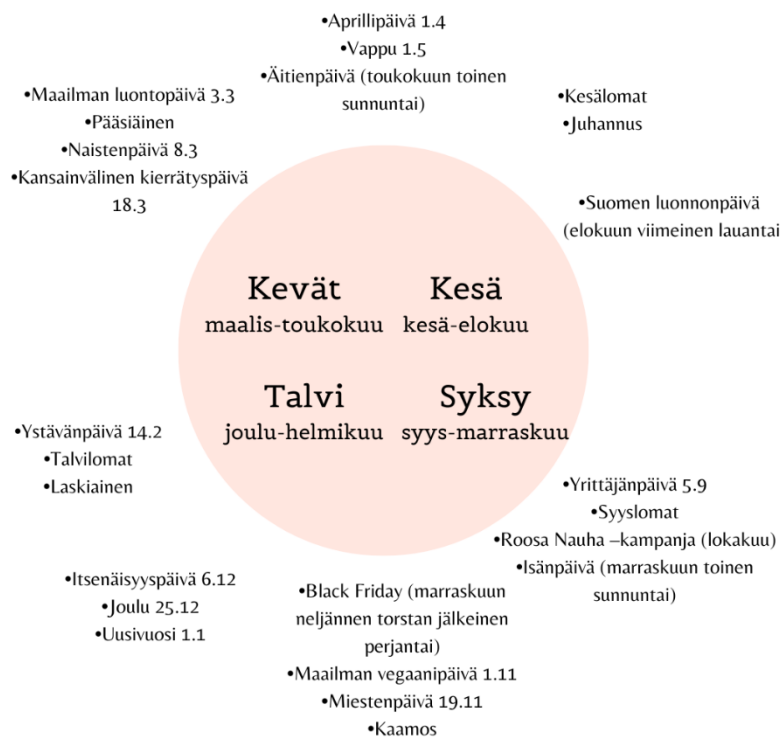 •Aprillipäivä 1.4
•Vappu 1.5
•Äitienpäivä (toukokuun toinen
sunnuntai)
•Maailman luontopäivä 3.3
•Pääsiäinen
•Naistenpäivä 8.3
•Kansainvälinen kierrätyspäivä
18.3
•Kesälomat
•Juhannus
•Suomen luonnonpäivä
(elokuun viimeinen lauantai
Kevät
maalis-toukokuu
Kesä
kesä-elokuu
Talvi
joulu-helmikuu
Syksy
syys-marraskuu
•Ystävänpäivä 14.2
•Talvilomat
•Laskiainen
•Yrittäjänpäivä 5.9
•Syyslomat
•Roosa Nauha –kampanja (lokakuu)
•Isänpäivä (marraskuun toinen
sunnuntai)
•Itsenäisyyspäivä 6.12
•Joulu 25.12
•Uusivuosi 1.1
•Black Friday (marraskuun
neljännen torstan jälkeinen
perjantai)
•Maailman vegaanipäivä 1.11
•Miestenpäivä 19.11
•Kaamos